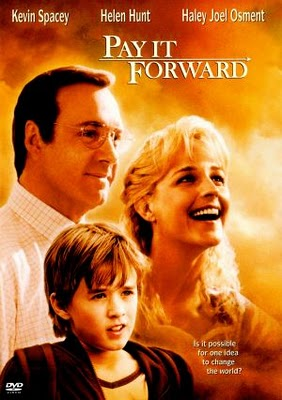 Kevin Spacey Helen Hunt Haley Joel Osment
PAY IT
FORWARD
Is it possible
for one idea
to change
the world?
DVD
VIDEO